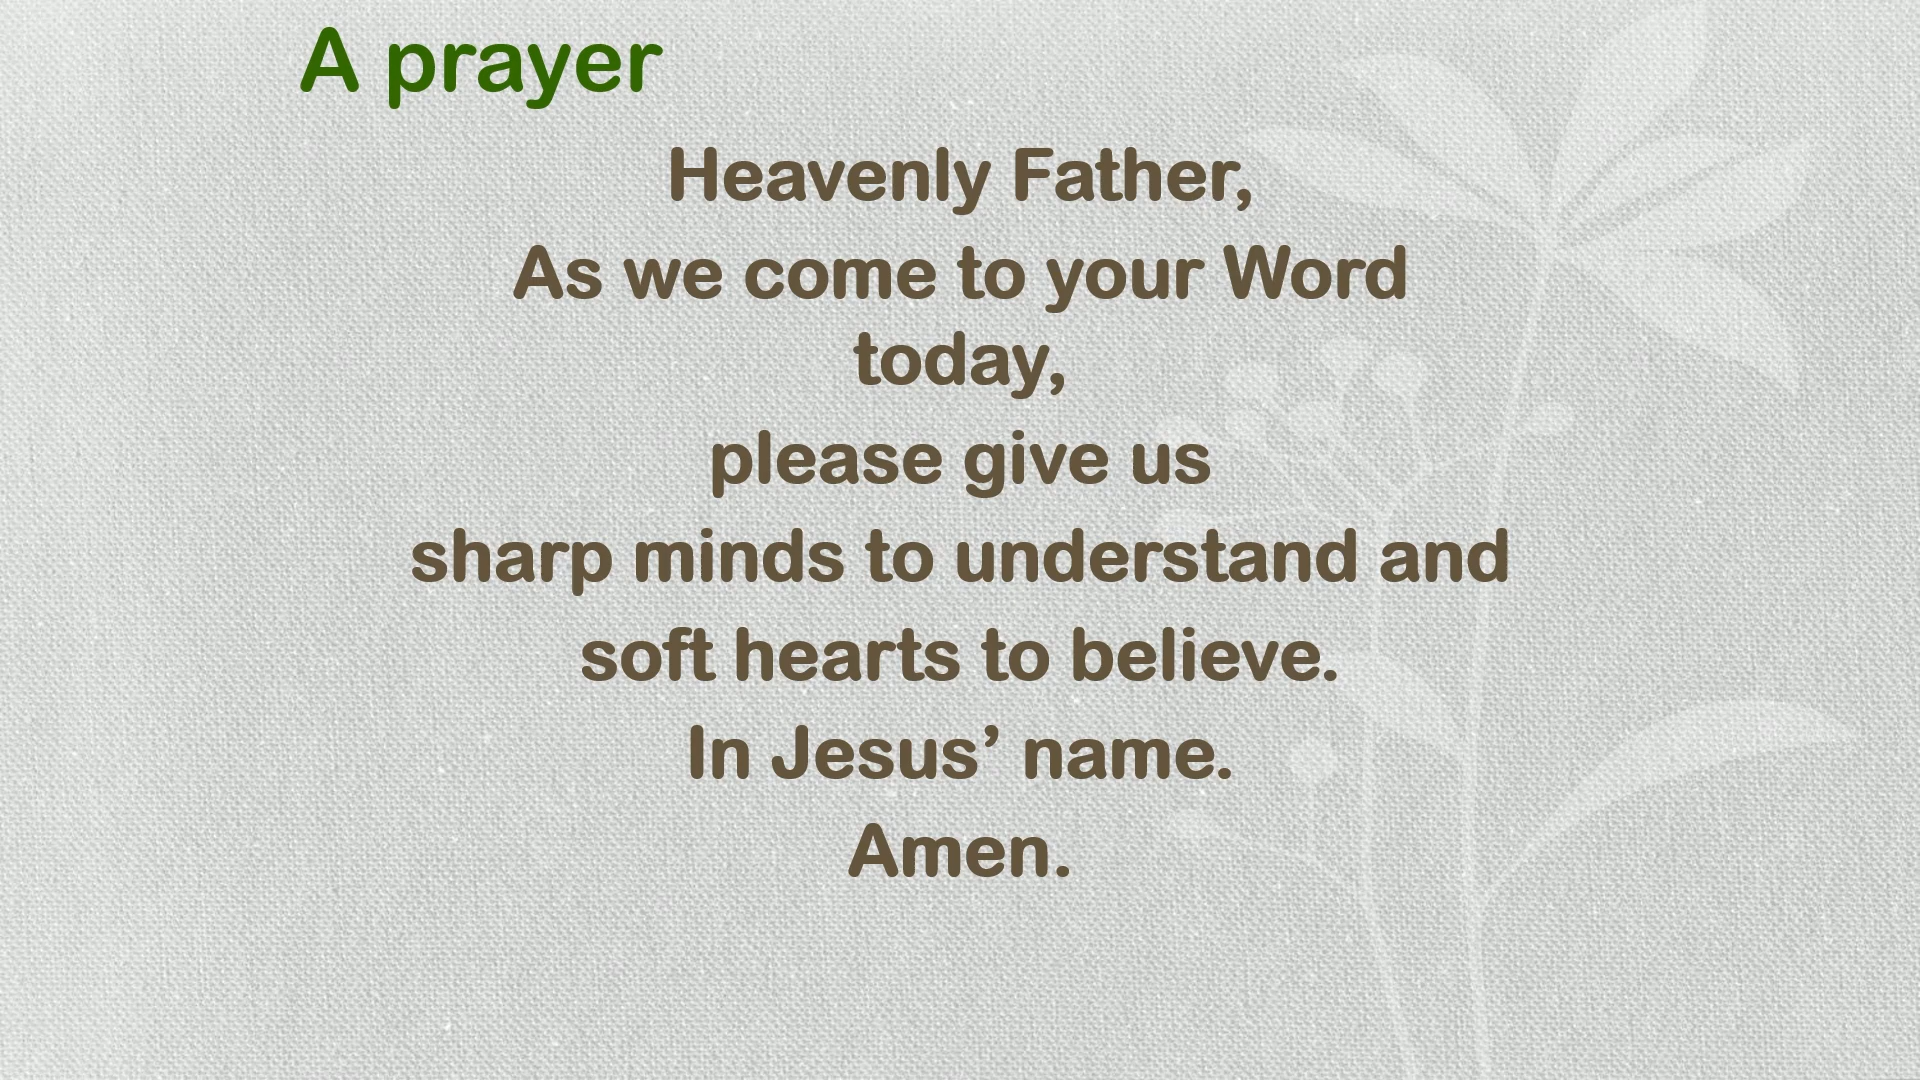 A prayer
Heavenly Father,
As we come to your Word
today,
please give us
sharp minds to understand and
soft hearts to believe.
In Jesus’ name.
Amen.